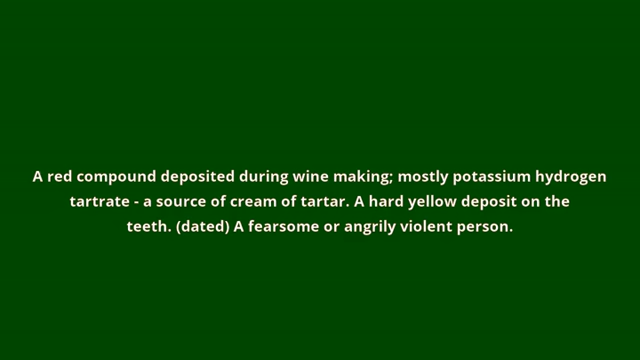 A red compound deposited during wine making; mostly potassium hydrogen
tartrate - a source of cream of tartar. A hard yellow deposit on the
teeth. (dated) A fearsome or angrily violent person.